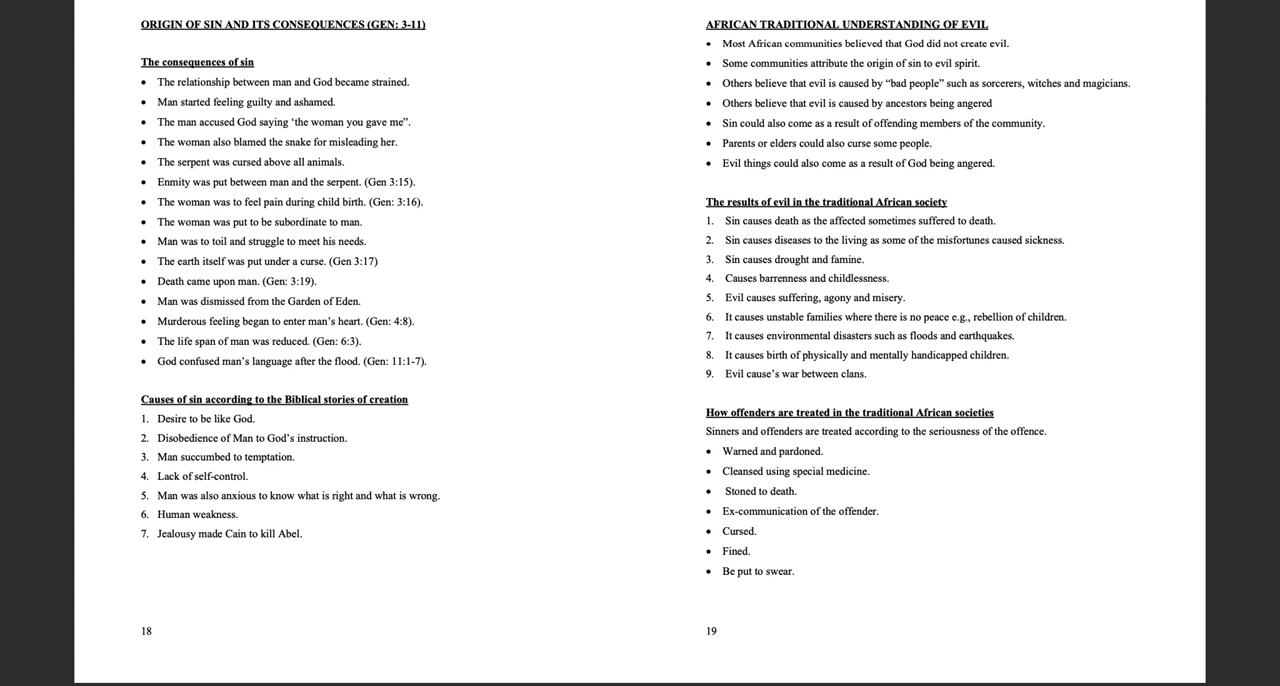 ORIGIN OF SIN AND ITS CONSEQUENCES (GEN: 3-11)
The consequences of sin
• The relationship between man and God became strained.
• Man started feeling guilty and ashamed.
• The man accused God saying ‘the woman you gave me”.
• The woman also blamed the snake for misleading her.
• The serpent was cursed above all animals.
• Enmity was put between man and the serpent. (Gen 3:15).
• The woman was to feel pain during child birth. (Gen: 3:16).
• The woman was put to be subordinate to man.
• Man was to toil and struggle to meet his needs.
• The earth itself was put under a curse. (Gen 3:17)
• Death came upon man. (Gen: 3:19).
• Man was dismissed from the Garden of Eden.
• Murderous feeling began to enter man’s heart. (Gen: 4:8).
• The life span of man was reduced. (Gen: 6:3).
• God confused man’s language after the flood. (Gen: 11:1-7).
Causes of sin according to the Biblical stories of creation
1. Desire to be like God.
2. Disobedience of Man to God’s instruction.
3. Man succumbed to temptation.
4. Lack of self-control.
5. Man was also anxious to know what is right and what is wrong.
6. Human weakness.
7. Jealousy made Cain to kill Abel.
18
AFRICAN TRADITIONAL UNDERSTANDING OF EVIL
• Most African communities believed that God did not create evil.
• Some communities attribute the origin of sin to evil spirit.
• Others believe that evil is caused by “bad people” such as sorcerers, witches and magicians.
• Others believe that evil is caused by ancestors being angered
• Sin could also come as a result of offending members of the community.
• Parents or elders could also curse some people.
• Evil things could also come as a result of God being angered.
The results of evil in the traditional African society
1. Sin causes death as the affected sometimes suffered to death.
2. Sin causes diseases to the living as some of the misfortunes caused sickness.
3. Sin causes drought and famine.
4. Causes barrenness and childlessness.
5. Evil causes suffering, agony and misery.
6. It causes unstable families where there is no peace e.g., rebellion of children.
7. It causes environmental disasters such as floods and earthquakes.
8. It causes birth of physically and mentally handicapped children.
9. Evil cause’s war between clans.
How offenders are treated in the traditional African societies
Sinners and offenders are treated according to the seriousness of the offence.
• Warned and pardoned.
• Cleansed using special medicine.
• Stoned to death.
• Ex-communication of the offender.
• Cursed.
• Fined.
• Be put to swear.
19